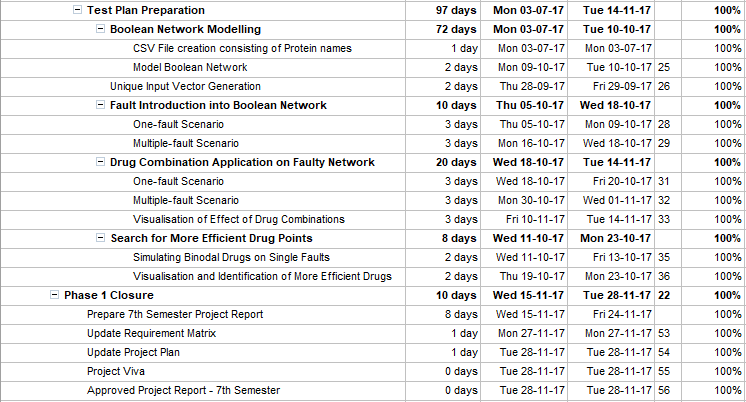 Test Plan Preparation 97 days Mon 03-07-17 Tue 14-11-17 100%
Boolean Network Modelling 72 days Mon 03-07-17 Tue 10-10-17 100%
CSV File creation consisting of Protein names 1 day Mon 03-07-17 Mon 03-07-17 100%
Model Boolean Network 2 days Mon 09-10-17 Tue 10-10-17 25 100%
Unique Input Vector Generation 2 days Thu 28-09-17 Fri 29-09-17 26 100%
Fault Introduction into Boolean Network 10 days Thu 05-10-17 Wed 18-10-17 100%
One-fault Scenario 3 days Thu 05-10-17 Mon 09-10-17 28 100%
Multiple-fault Scenario 3 days Mon 16-10-17 Wed 18-10-17 29 100%
Drug Combination Application on Faulty Network 20 days Wed 18-10-17 Tue 14-11-17 100%
One-fault Scenario 3 days Wed 18-10-17 Fri 20-10-17 31 100%
Multiple-fault Scenario 3 days Mon 30-10-17 Wed 01-11-17 32 100%
Visualisation of Effect of Drug Combinations 3 days Fri 10-11-17 Tue 14-11-17 33 100%
Search for More Efficient Drug Points 8 days Wed 11-10-17 Mon 23-10-17 100%
Simulating Binodal Drugs on Single Faults 2 days Wed 11-10-17 Fri 13-10-17 35 100%
Visualisation and Identification of More Efficient Drugs 2 days Thu 19-10-17 Mon 23-10-17 36 100%
Phase 1 Closure 10 days Wed 15-11-17 Tue 28-11-17 22 100%
Prepare 7th Semester Project Report 8 days Wed 15-11-17 Fri 24-11-17 100%
Update Requirement Matrix 1 day Mon 27-11-17 Mon 27-11-17 53 100%
Update Project Plan 1 day Tue 28-11-17 Tue 28-11-17 54 100%
Project Viva 0 days Tue 28-11-17 Tue 28-11-17 55 100%
Approved Project Report - 7th Semester 0 days Tue 28-11-17 Tue 28-11-17 56 100%